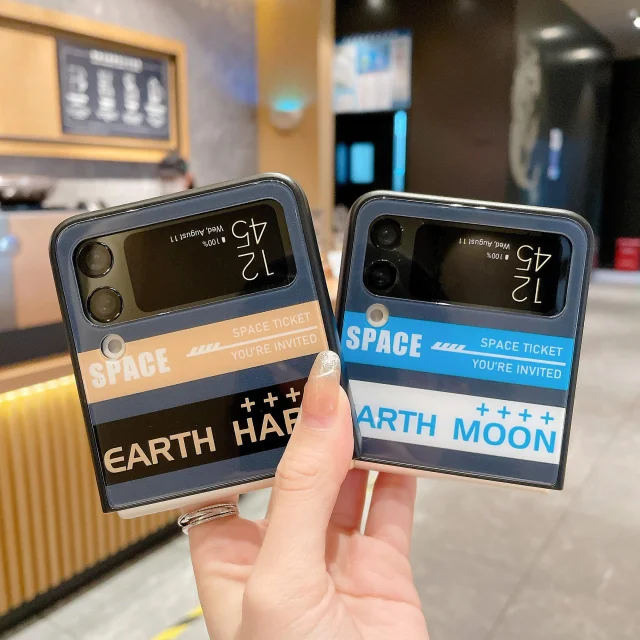 12
45
Wed, August 11
100%
SPACE
SPACE TICKET
YOU'RE INVITED
EARTH
12
45
Wed, August 11
100%
SPACE
SPACE TICKET
YOU'RE INVITED
ARTH MOON